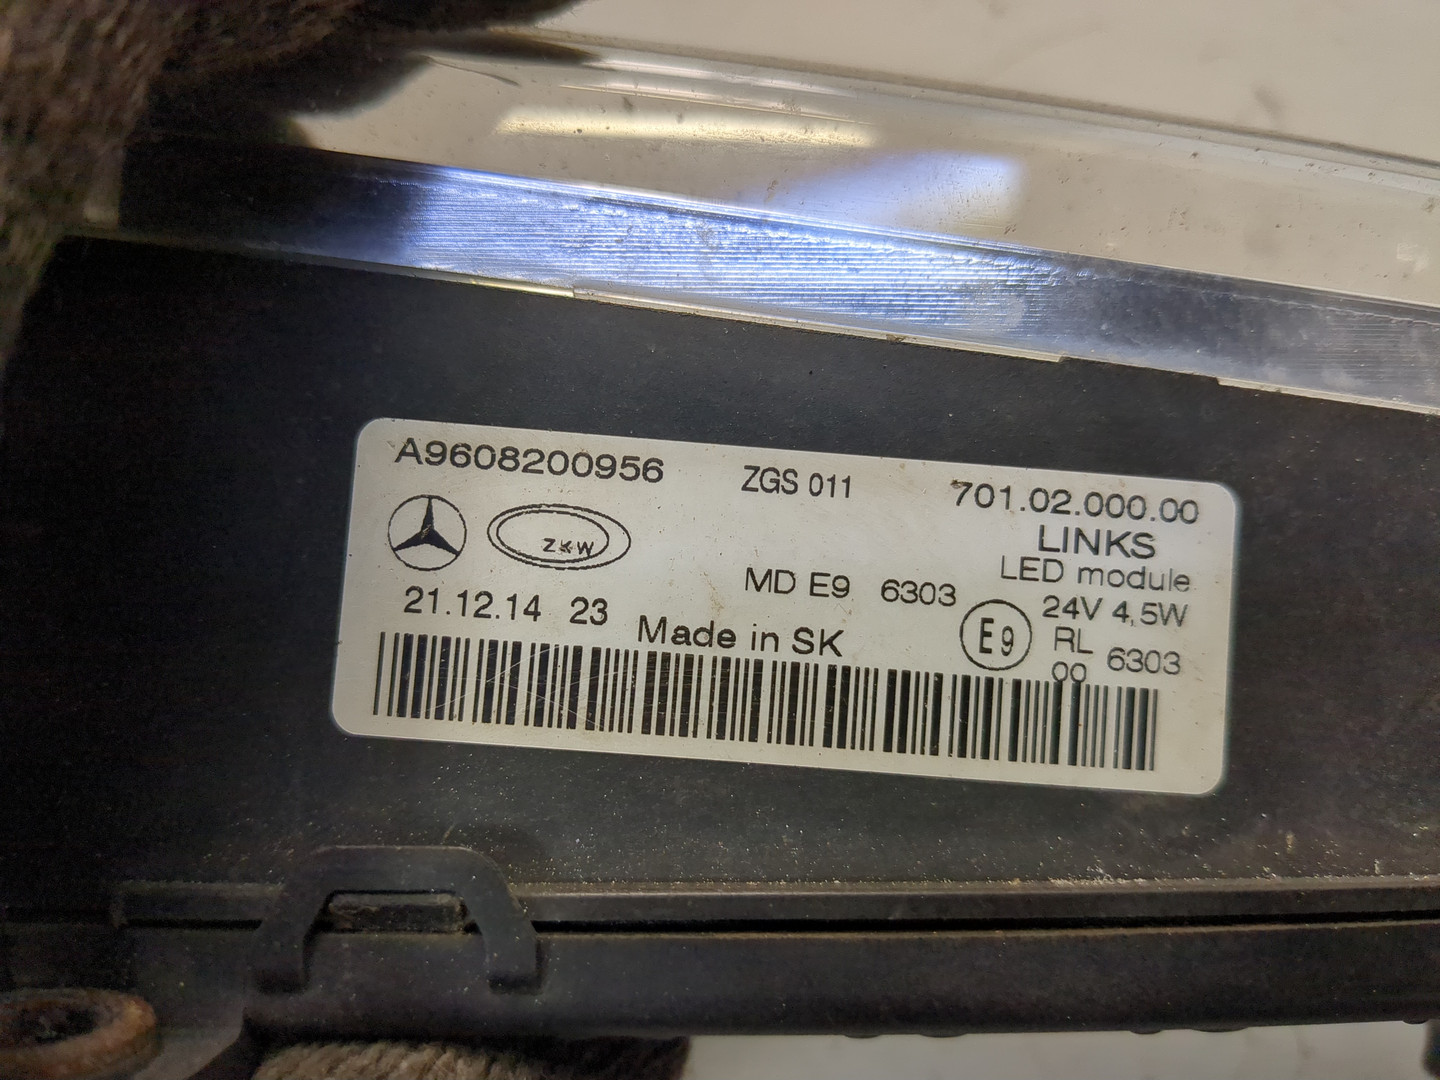 A9608200956 ZGS 011 701.02.000.00
LINKS
ZKW
LED module
MD E9 6303
24V 4,5W
21.12.14 23
Made in SK
E9
RL
00 6303